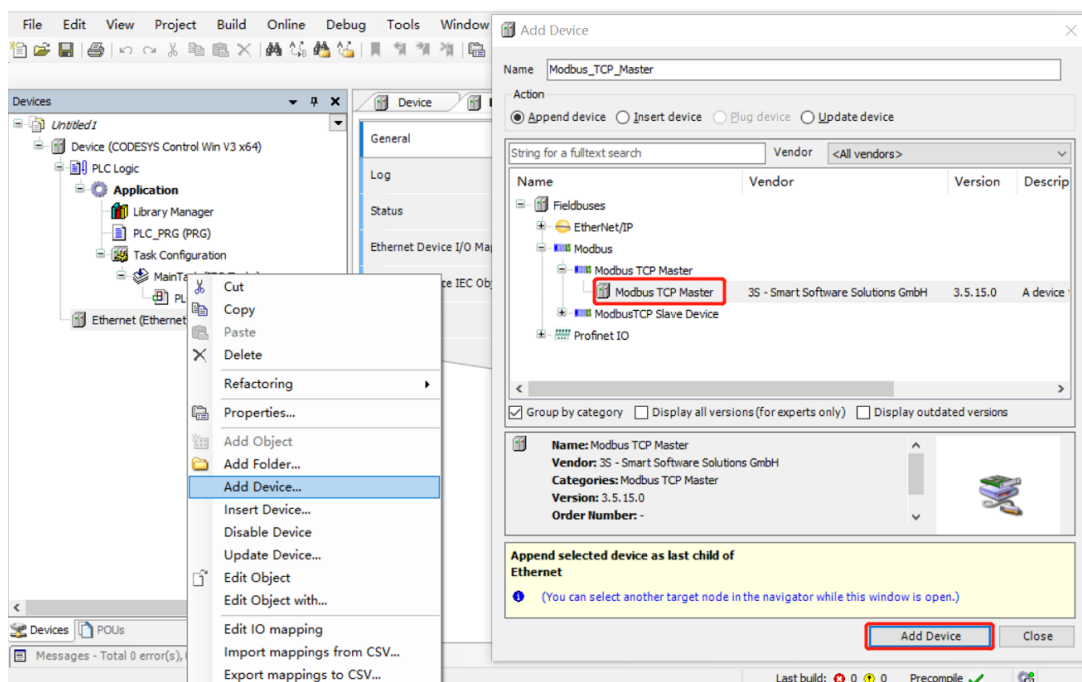 File Edit View Project Build Online Debug Tools Window
Devices
Untitled1
Device (CODESYS Control Win V3 x64)
PLC Logic
Application
Library Manager
PLC_PRG (PRG)
Task Configuration
Ethernet (Ethernet
Device
General
Log
Status
Ethernet Device I/O Ma
Cut
Copy
Paste
Delete
Refactoring
Properties...
Add Object
Add Folder...
Add Device...
Insert Device...
Disable Device
Update Device...
Edit Object
Edit Object with...
Edit IO mapping
Import mappings from CSV...
Export mappings to CSV...
Devices POUs
Messages - Total 0 error(s),
Add Device
Name Modbus_TCP_Master
Action
Append device Insert device Plug device Update device
String for a fulltext search Vendor <All vendors>
Name Vendor Version Descrip
Fieldbuses
EtherNet/IP
Modbus
Modbus TCP Master
Modbus TCP Master 3S - Smart Software Solutions GmbH 3.5.15.0 A device
ModbusTCP Slave Device
Profinet IO
Group by category Display all versions (for experts only) Display outdated versions
Name: Modbus TCP Master
Vendor: 3S - Smart Software Solutions GmbH
Categories: Modbus TCP Master
Version: 3.5.15.0
Order Number: -
Append selected device as last child of
Ethernet
(You can select another target node in the navigator while this window is open.)
Add Device Close
Last build: 0 0 Precompile